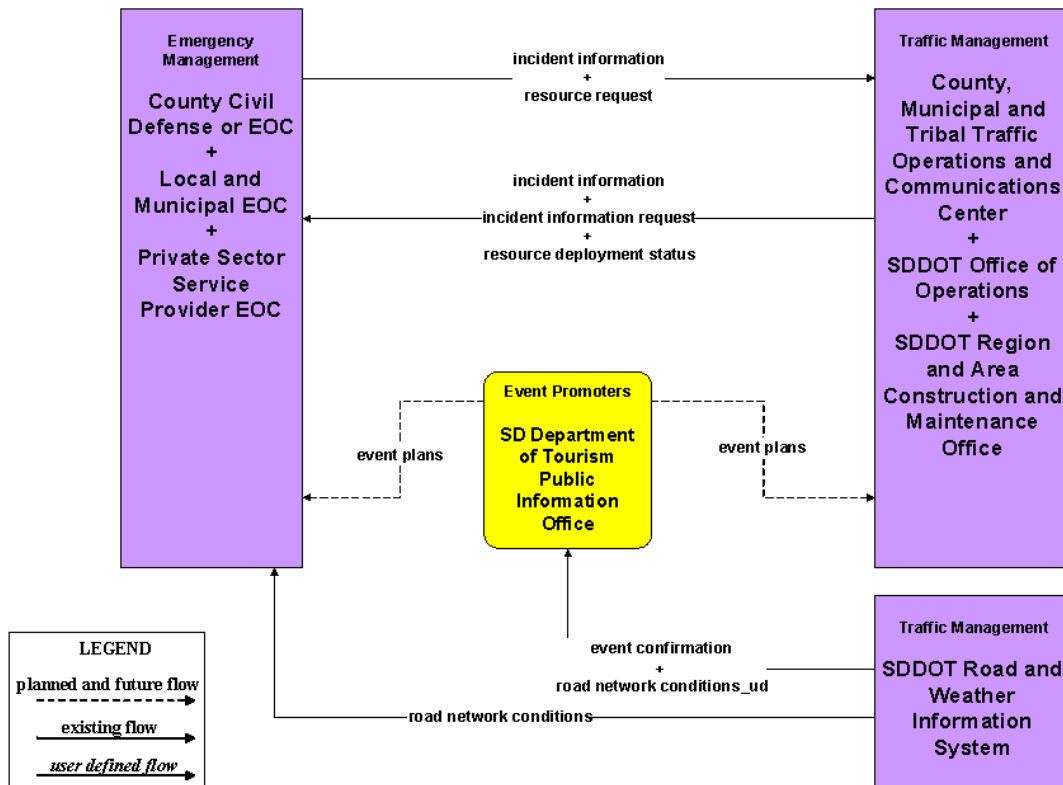 Emergency
Management
County Civil
Defense or EOC
+
Local and
Municipal EOC
+
Private Sector
Service
Provider EOC
incident information
+
resource request
incident information
+
incident information request
+
resource deployment status
Traffic Management
County,
Municipal and
Tribal Traffic
Operations and
Communications
Center
+
SDDOT Office of
Operations
+
SDDOT Region
and Area
Construction and
Maintenance
Office
Event Promoters
SD Department
of Tourism
Public
Information
Office
event plans
event plans
event confirmation
+
road network conditions_ud
road network conditions
Traffic Management
SDDOT Road and
Weather
Information
System
LEGEND
planned and future flow
existing flow
user defined flow